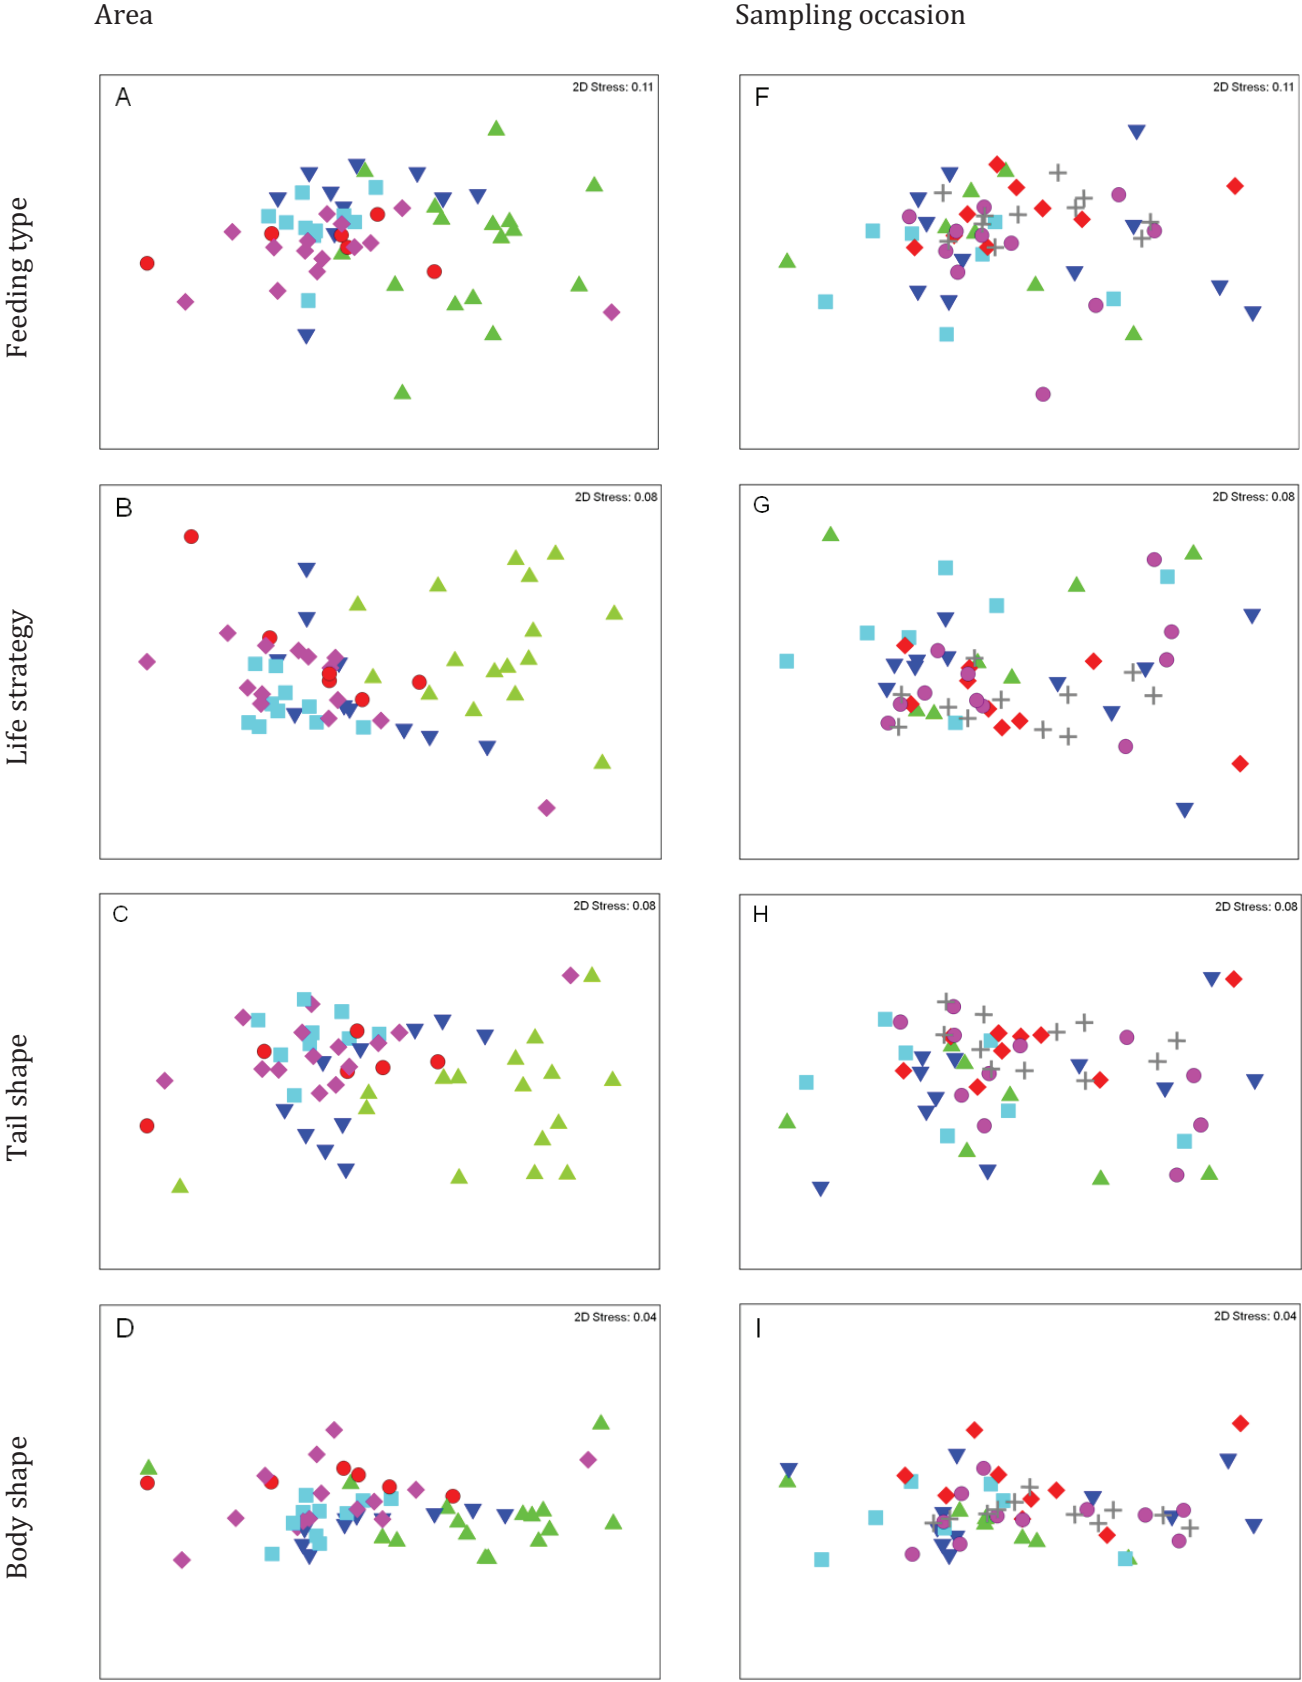 Area
Sampling occasion
Feeding type
A
2D Stress: 0.11
F
2D Stress: 0.11
Life strategy
B
2D Stress: 0.08
G
2D Stress: 0.08
Tail shape
C
2D Stress: 0.08
H
2D Stress: 0.08
Body shape
D
2D Stress: 0.04
I
2D Stress: 0.04